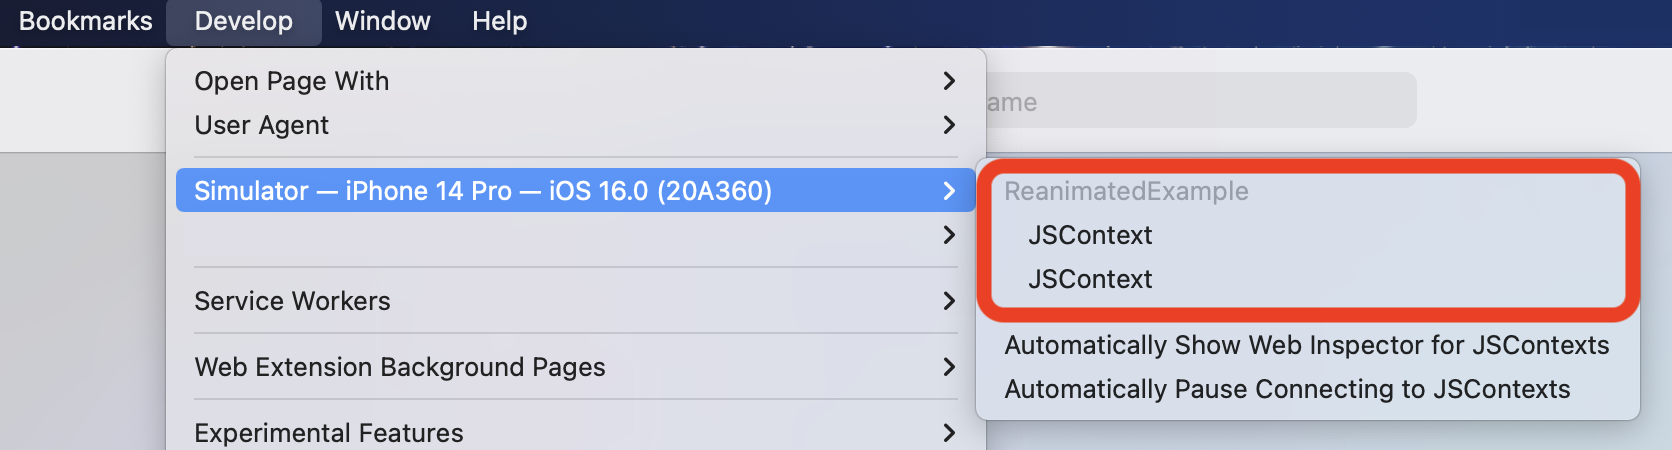 Bookmarks Develop Window Help
Open Page With
ame
User Agent
Simulator — iPhone 14 Pro — iOS 16.0 (20A360)
Service Workers
Web Extension Background Pages
Experimental Features
ReanimatedExample
JSContext
JSContext
Automatically Show Web Inspector for JSContexts
Automatically Pause Connecting to JSContexts